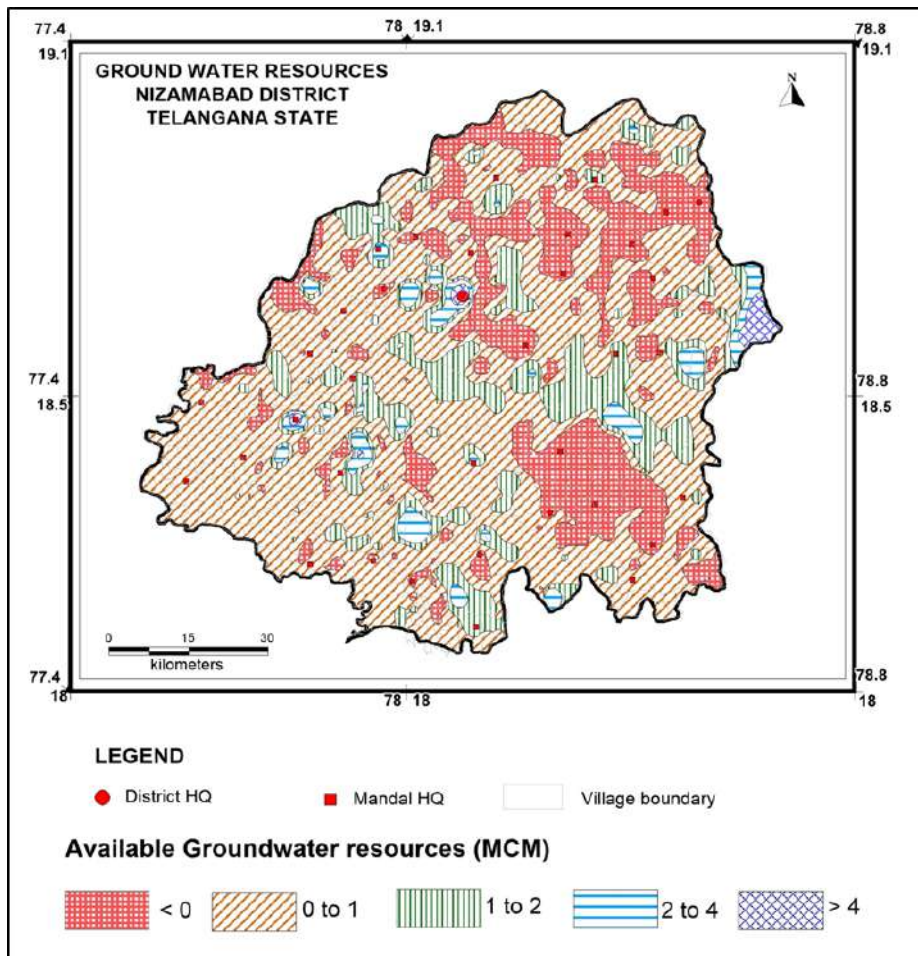 77.4
78 19.1
78.8
19.1
19.1
GROUND WATER RESOURCES
NIZAMABAD DISTRICT
TELANGANA STATE
N
77.4
18.5
78.8
18.5
0 15 30
kilometers
77.4
18
78 18
78.8
18
LEGEND
District HQ
Mandal HQ
Village boundary
Available Groundwater resources (MCM)
< 0
0 to 1
1 to 2
2 to 4
> 4